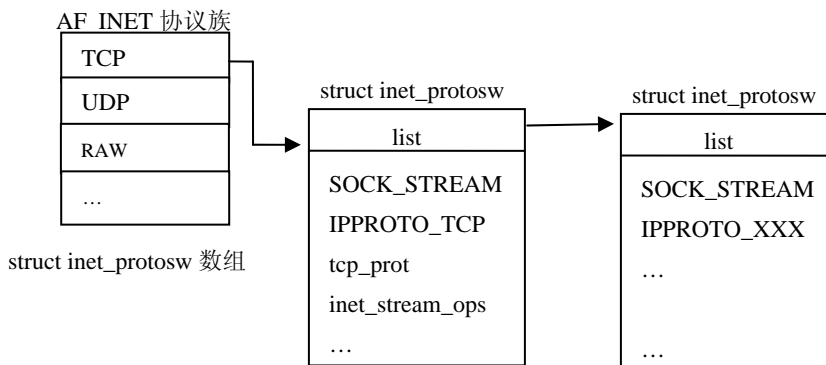 AF_INET 协议族
TCP
UDP
RAW
…
struct inet_protosw 数组
struct inet_protosw
list
SOCK_STREAM
IPPROTO_TCP
tcp_prot
inet_stream_ops
…
struct inet_protosw
list
SOCK_STREAM
IPPROTO_XXX
…
…